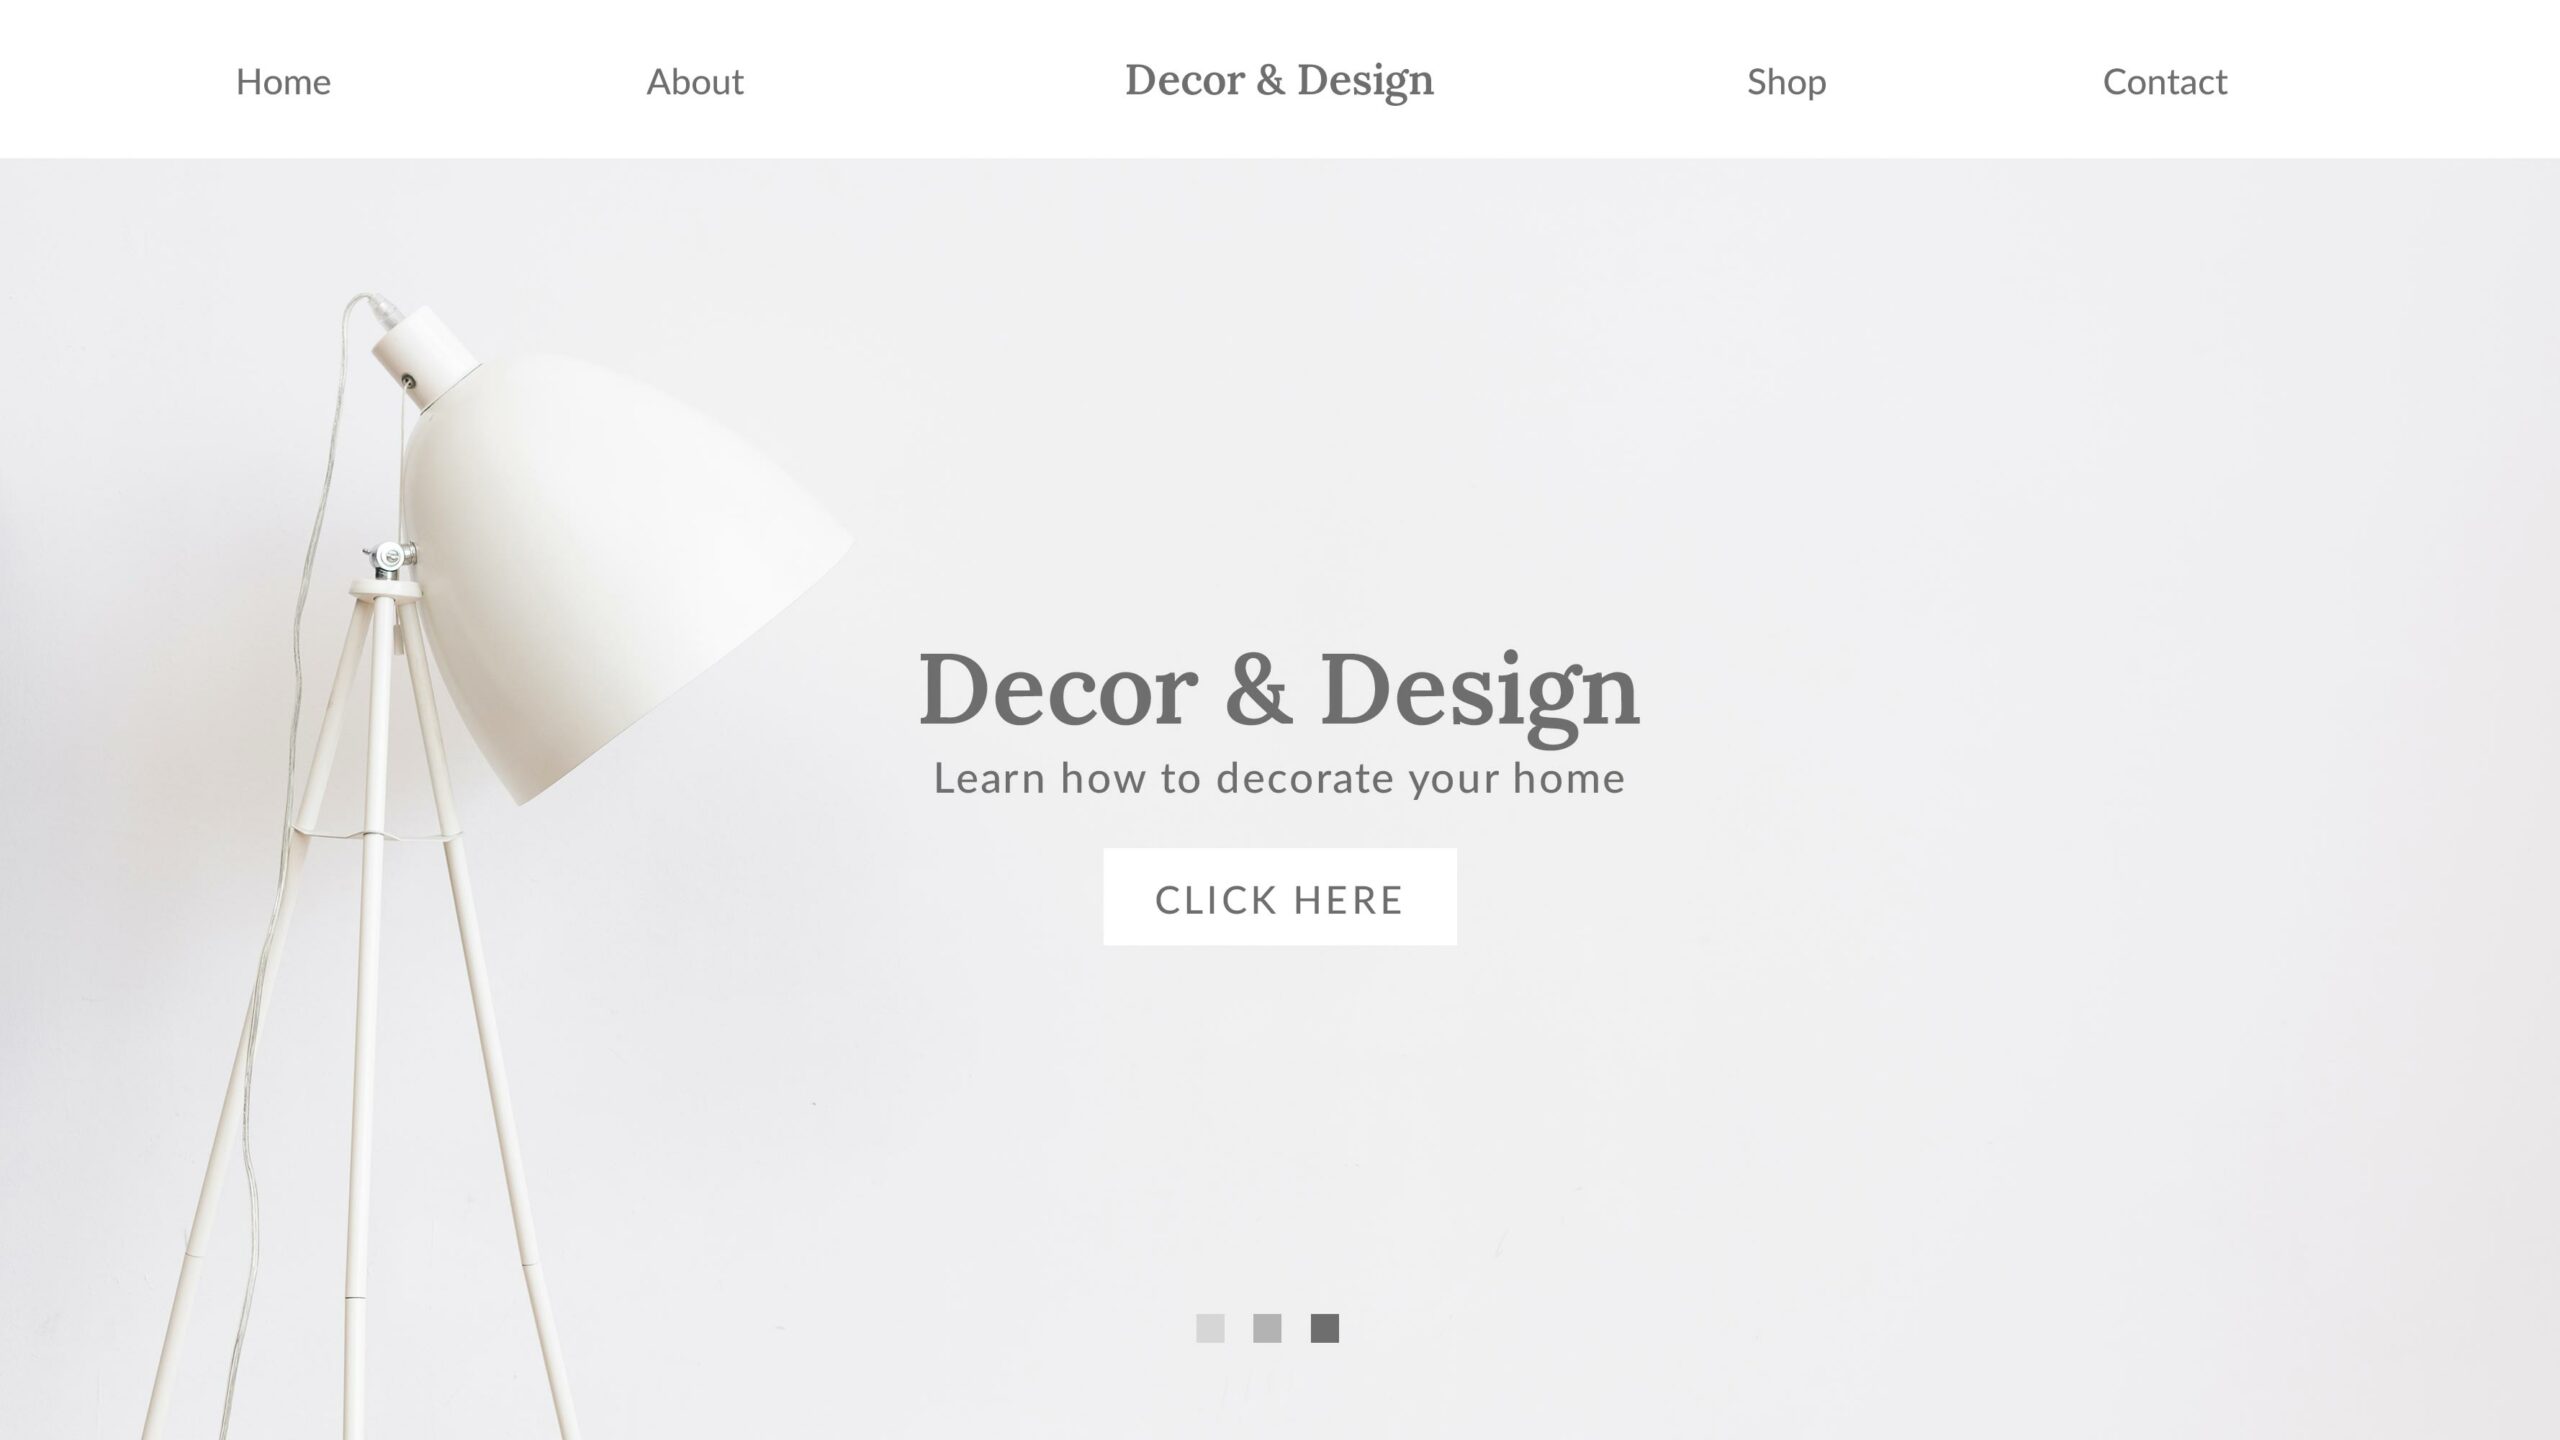 Home
About
Decor & Design
Shop
Contact
Decor & Design
Learn how to decorate your home
CLICK HERE